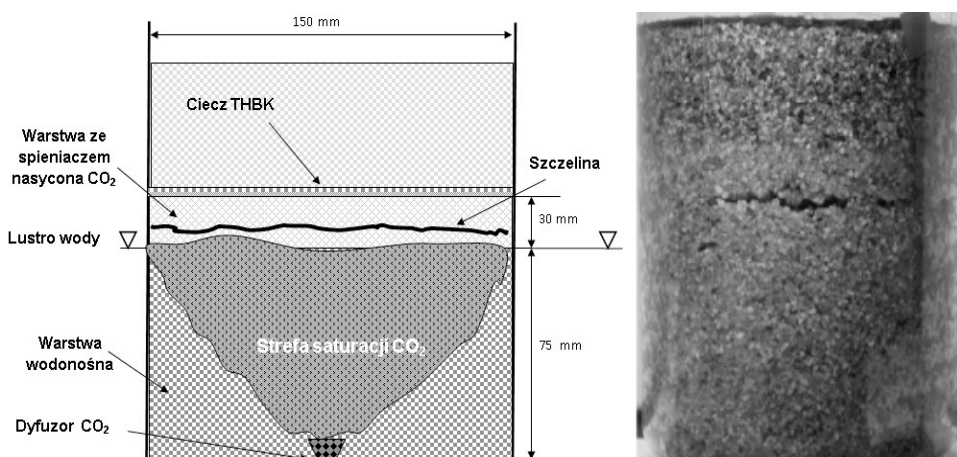 150 mm
Ciecz THBK
Warstwa ze
spieniaczem
nasycona CO₂
Szczelina
30 mm
Lustro wody
Strefa saturacji CO₂
75 mm
Warstwa
wodonośna
Dyfuzor CO₂